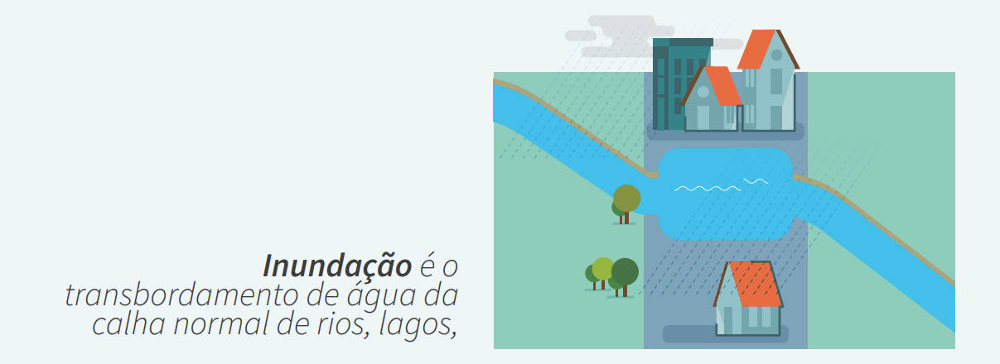 Inundação é o
transbordamento de água da
calha normal de rios, lagos,